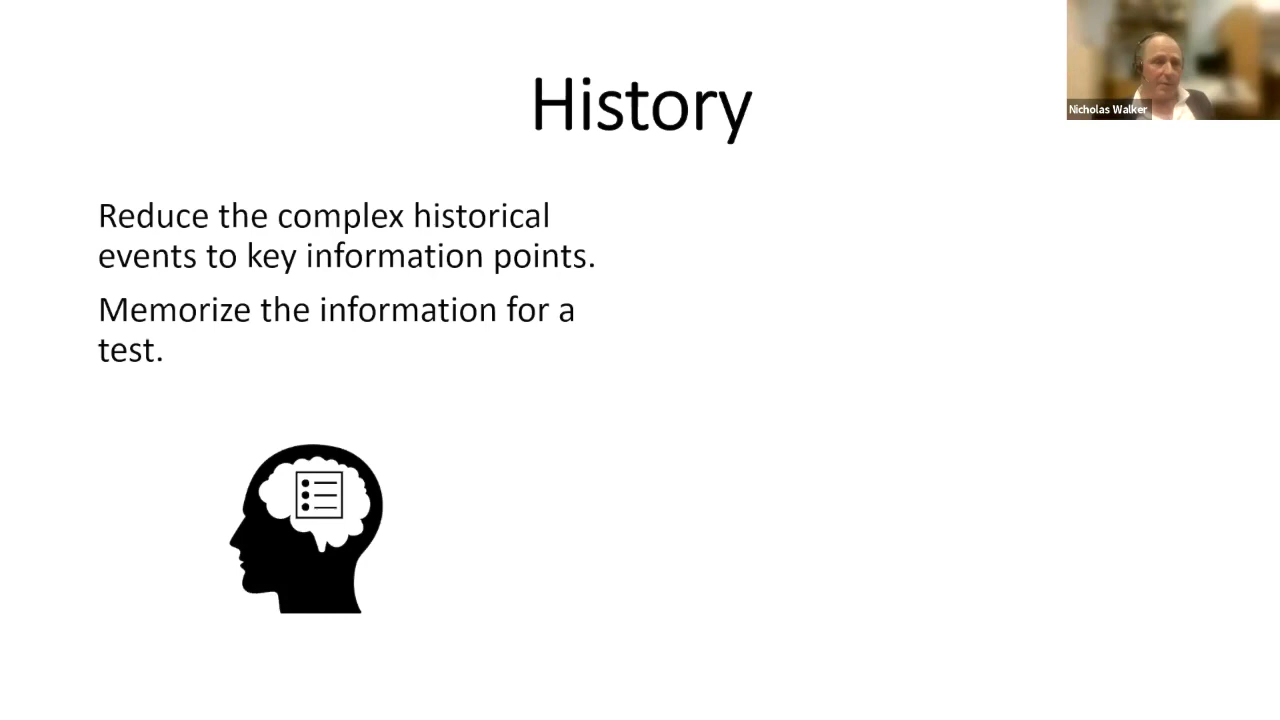 History
Nicholas Walker
Reduce the complex historical
events to key information points.
Memorize the information for a
test.